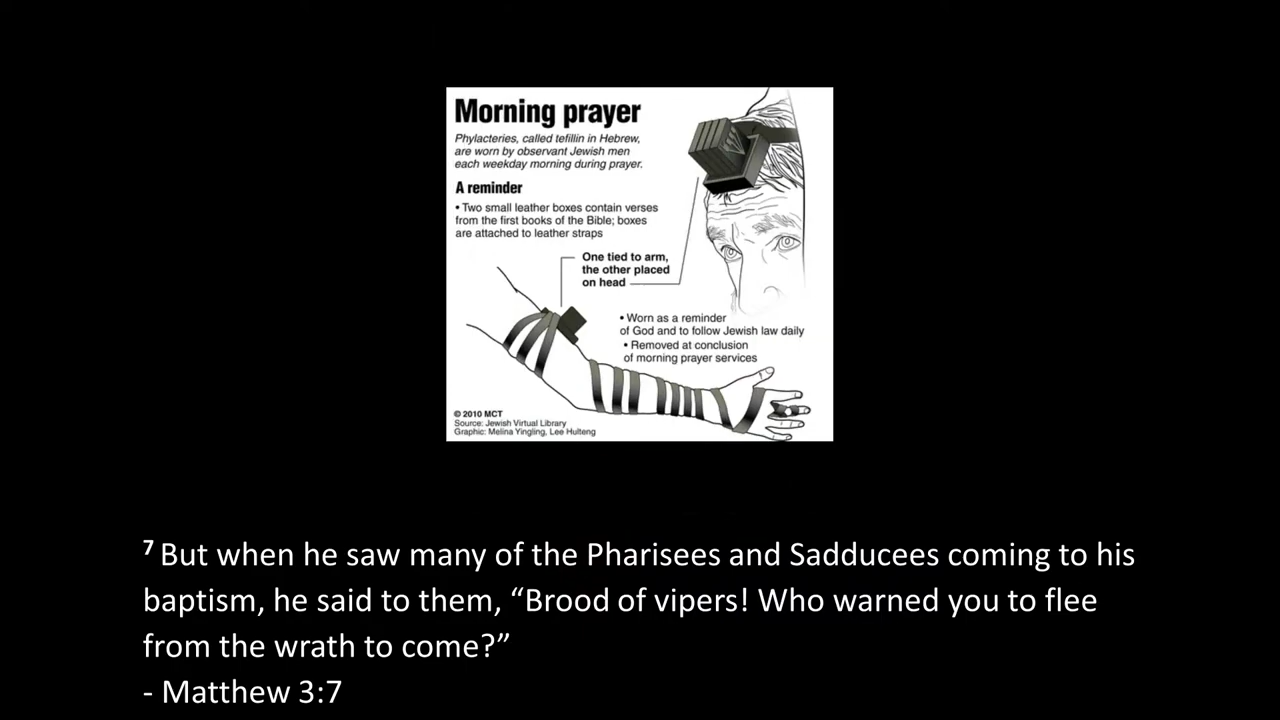 Morning prayer
Phylacteries, called tefillin in Hebrew,
are worn by observant Jewish men
each weekday morning during prayer.
A reminder
• Two small leather boxes contain verses
from the first books of the Bible; boxes
are attached to leather straps
One tied to arm,
the other placed
on head
• Worn as a reminder
of God and to follow Jewish law daily
• Removed at conclusion
of morning prayer services
© 2010 MCT
Source: Jewish Virtual Library
Graphic: Melina Yingling, Lee Hulteng
7 But when he saw many of the Pharisees and Sadducees coming to his
baptism, he said to them, “Brood of vipers! Who warned you to flee
from the wrath to come?”
- Matthew 3:7